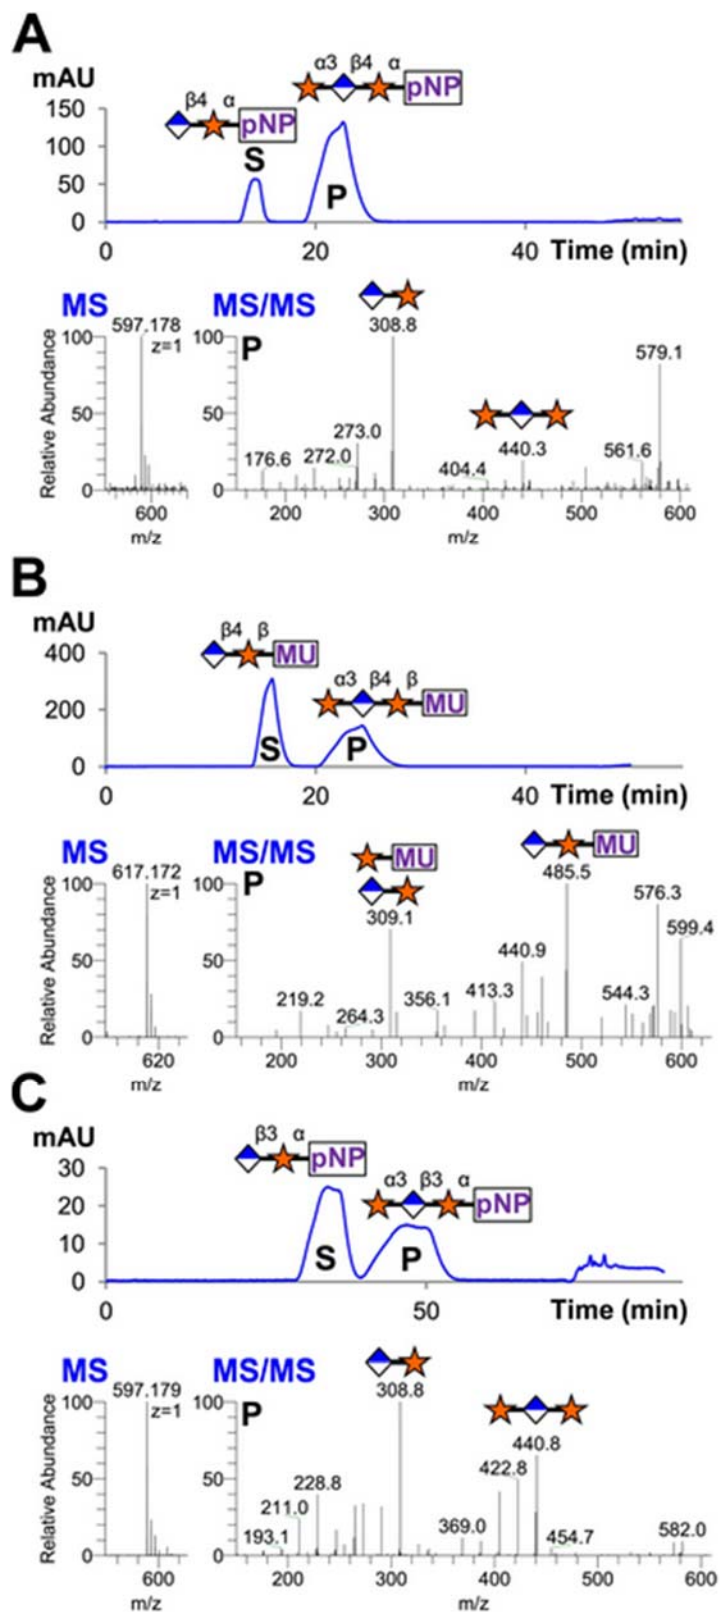 A
mAU
α3 β4 α
pNP
β4 α
pNP
150
100
50
0
S
P
0 20 40 Time (min)
MS
597.178
z=1
100
50
0
Relative Abundance
600
m/z
MS/MS
P
100
50
0
308.8
579.1
176.6
272.0
273.0
404.4
440.3
561.6
200 300 400 500 600
m/z
B
mAU
β4 β
MU
α3 β4 β
MU
400
200
0
S
P
0 20 40 Time (min)
MS
617.172
z=1
100
50
0
Relative Abundance
620
m/z
MS/MS
P
MU
MU
100
50
0
485.5
309.1
576.3
599.4
440.9
219.2
264.3
356.1
413.3
544.3
200 300 400 500 600
m/z
C
mAU
β3 α
pNP
α3 β3 α
pNP
30
20
10
0
S
P
0 50 Time (min)
MS
597.179
z=1
100
50
0
Relative Abundance
600
m/z
MS/MS
P
100
50
0
308.8
440.8
422.8
228.8
211.0
193.1
369.0
454.7
582.0
200 300 400 500 600
m/z